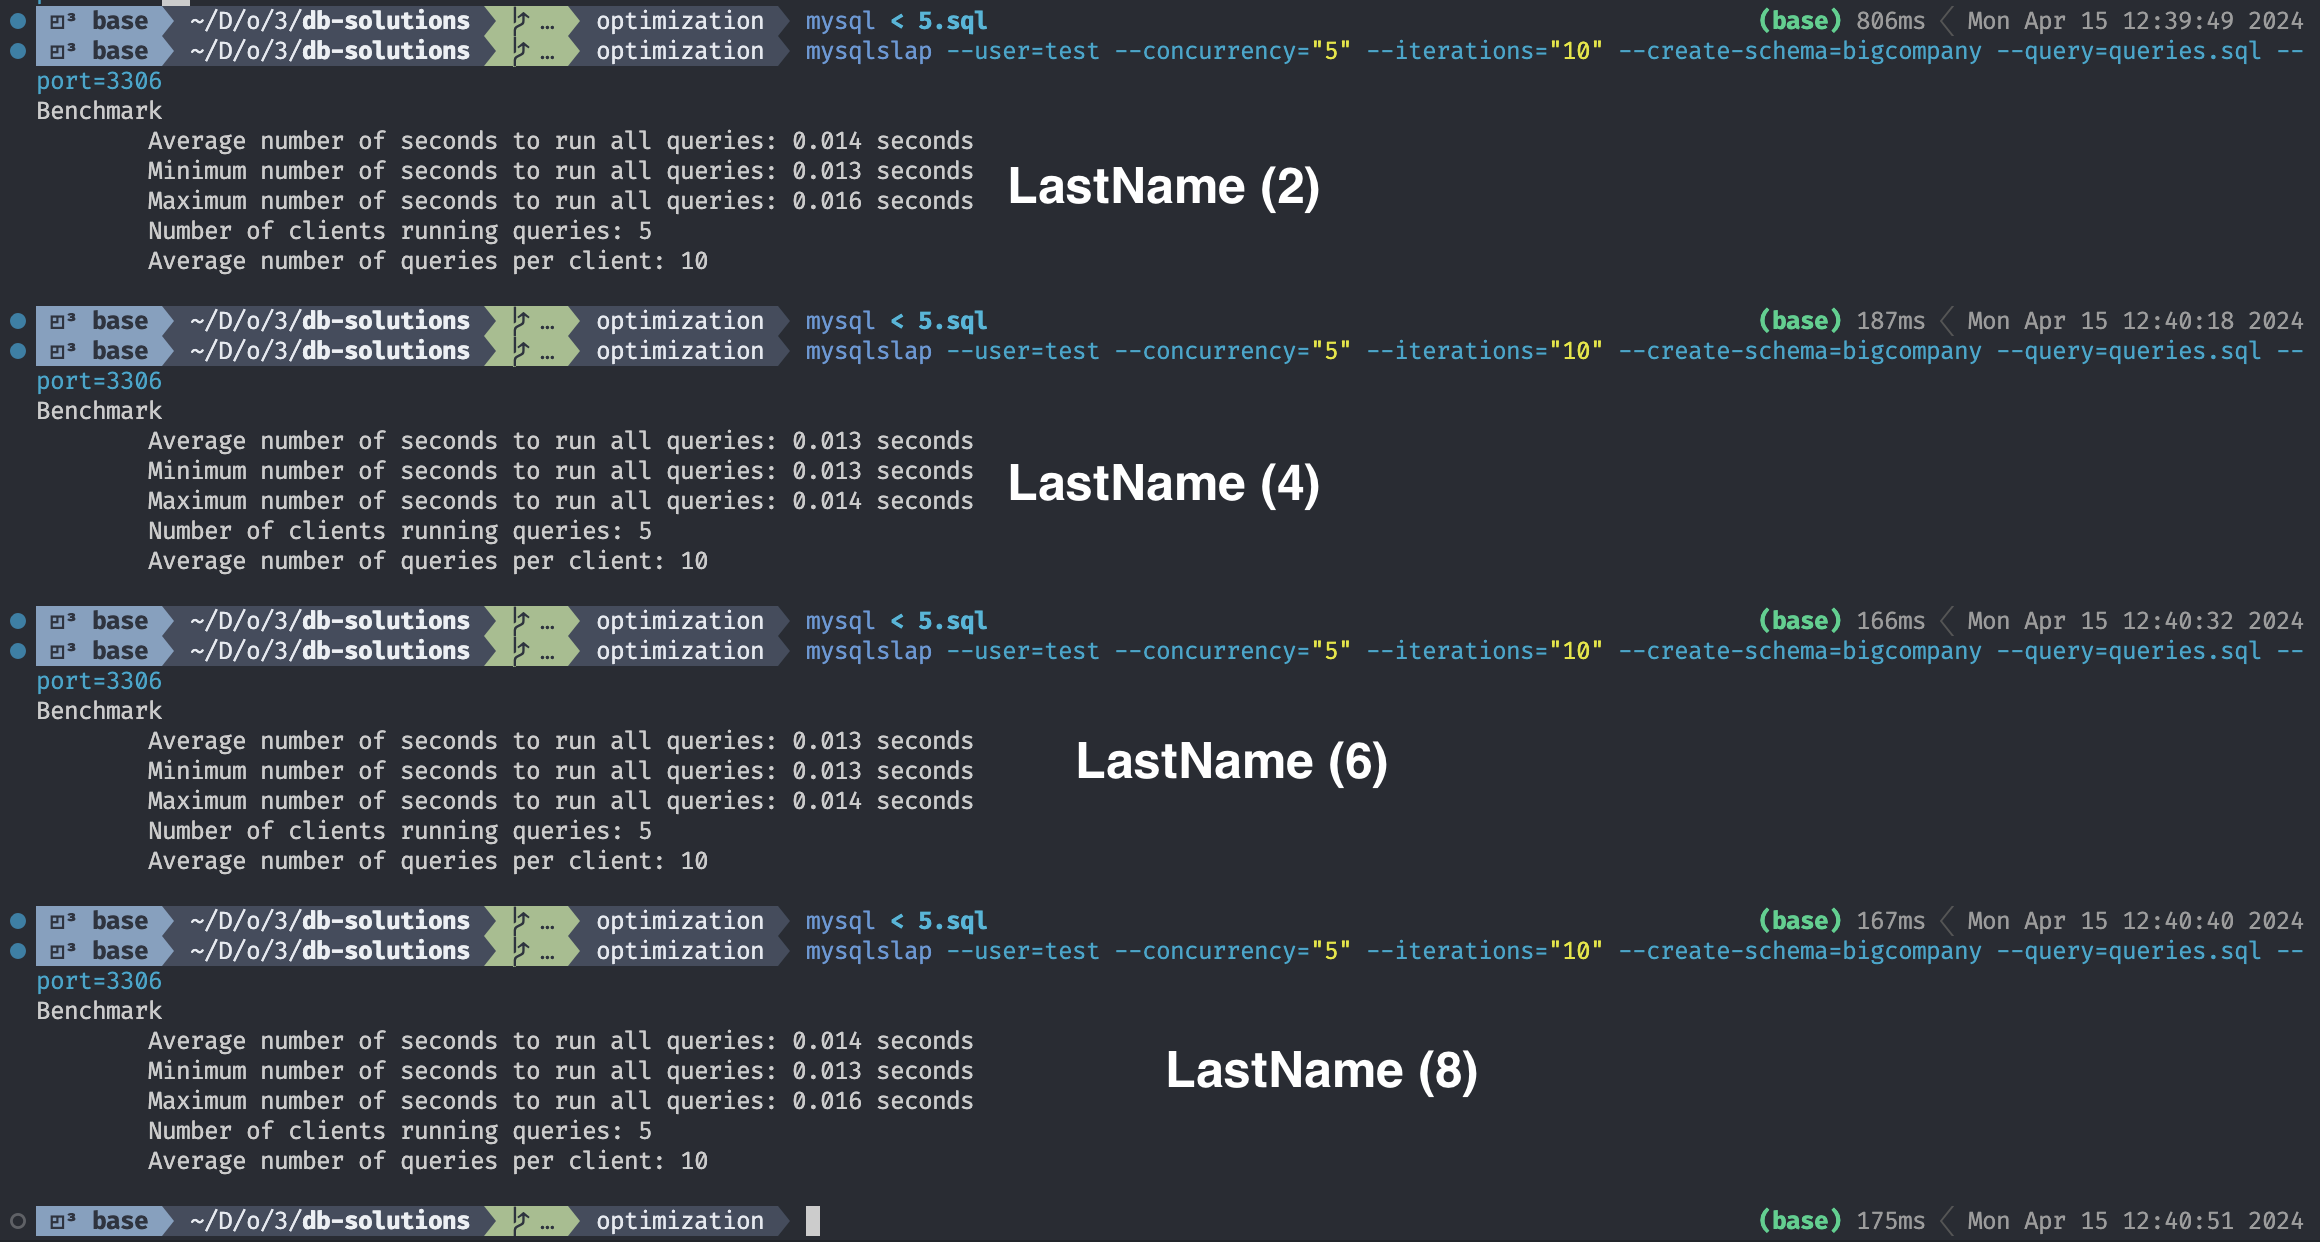 base ~/D/o/3/db-solutions … optimization mysql < 5.sql (base) 806ms Mon Apr 15 12:39:49 2024
base ~/D/o/3/db-solutions … optimization mysqlslap --user=test --concurrency="5" --iterations="10" --create-schema=bigcompany --query=queries.sql --
port=3306
Benchmark
Average number of seconds to run all queries: 0.014 seconds
Minimum number of seconds to run all queries: 0.013 seconds
LastName (2)
Maximum number of seconds to run all queries: 0.016 seconds
Number of clients running queries: 5
Average number of queries per client: 10
base ~/D/o/3/db-solutions … optimization mysql < 5.sql (base) 187ms Mon Apr 15 12:40:18 2024
base ~/D/o/3/db-solutions … optimization mysqlslap --user=test --concurrency="5" --iterations="10" --create-schema=bigcompany --query=queries.sql --
port=3306
Benchmark
Average number of seconds to run all queries: 0.013 seconds
Minimum number of seconds to run all queries: 0.013 seconds
LastName (4)
Maximum number of seconds to run all queries: 0.014 seconds
Number of clients running queries: 5
Average number of queries per client: 10
base ~/D/o/3/db-solutions … optimization mysql < 5.sql (base) 166ms Mon Apr 15 12:40:32 2024
base ~/D/o/3/db-solutions … optimization mysqlslap --user=test --concurrency="5" --iterations="10" --create-schema=bigcompany --query=queries.sql --
port=3306
Benchmark
Average number of seconds to run all queries: 0.013 seconds
Minimum number of seconds to run all queries: 0.013 seconds
LastName (6)
Maximum number of seconds to run all queries: 0.014 seconds
Number of clients running queries: 5
Average number of queries per client: 10
base ~/D/o/3/db-solutions … optimization mysql < 5.sql (base) 167ms Mon Apr 15 12:40:40 2024
base ~/D/o/3/db-solutions … optimization mysqlslap --user=test --concurrency="5" --iterations="10" --create-schema=bigcompany --query=queries.sql --
port=3306
Benchmark
Average number of seconds to run all queries: 0.014 seconds
Minimum number of seconds to run all queries: 0.013 seconds
LastName (8)
Maximum number of seconds to run all queries: 0.016 seconds
Number of clients running queries: 5
Average number of queries per client: 10
base ~/D/o/3/db-solutions … optimization (base) 175ms Mon Apr 15 12:40:51 2024